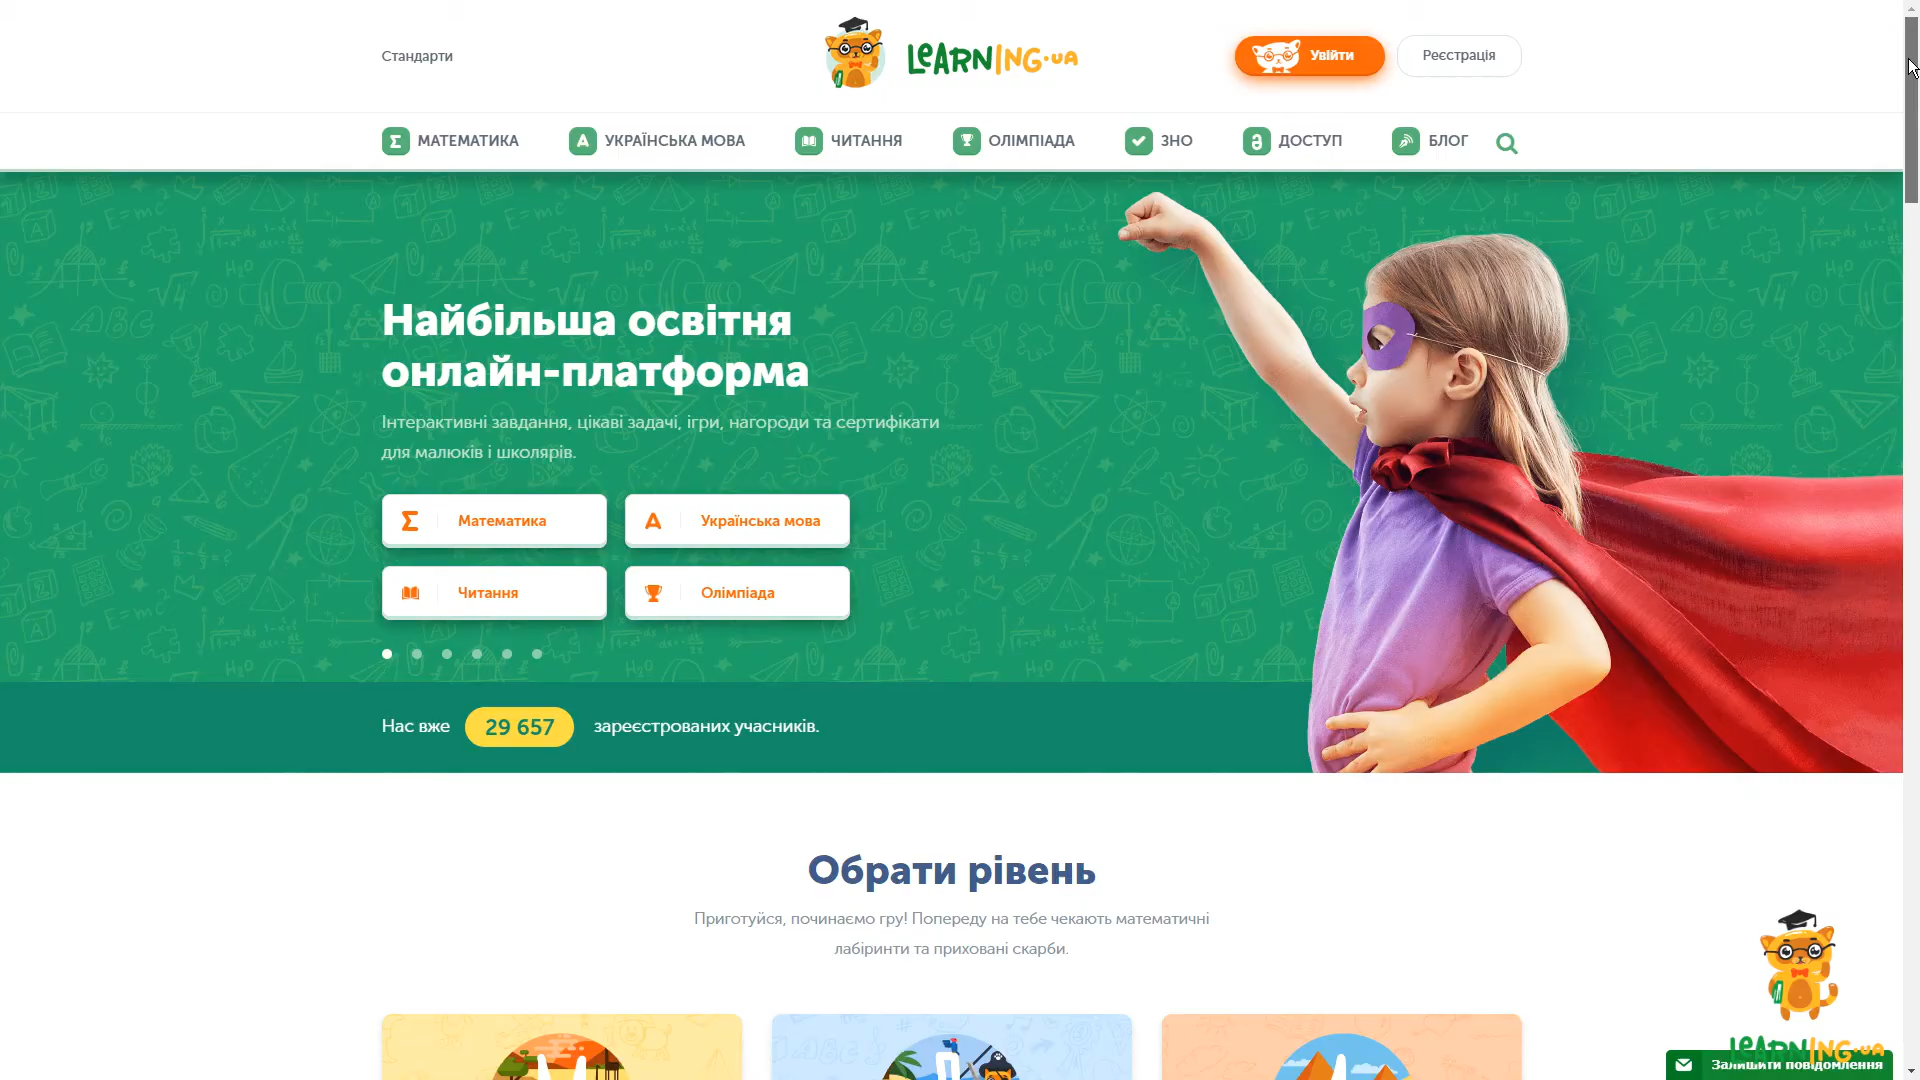 Стандарти
LEARNING.UA
Увійти
Реєстрація
МАТЕМАТИКА
УКРАЇНСЬКА МОВА
ЧИТАННЯ
ОЛІМПІАДА
ЗНО
ДОСТУП
БЛОГ
Найбільша освітня
онлайн-платформа
Інтерактивні завдання, цікаві задачі, ігри, нагороди та сертифікати
для малюків і школярів.
Математика
Українська мова
Читання
Олімпіада
Нас вже 29 657 зареєстрованих учасників.
Обрати рівень
Приготуйся, починаємо гру! Попереду на тебе чекають математичні
лабіринти та приховані скарби.
LEARNING.UA
Залишити повідомлення